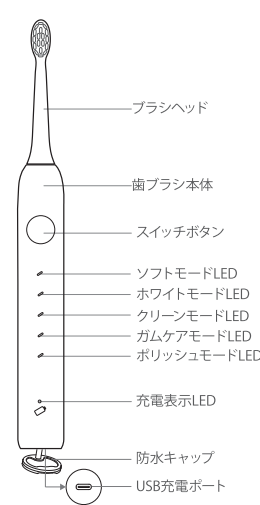 ブラシヘッド
歯ブラシ本体
スイッチボタン
ソフトモードLED
ホワイトモードLED
クリーンモードLED
ガムケアモードLED
ポリッシュモードLED
充電表示LED
防水キャップ
USB充電ポート